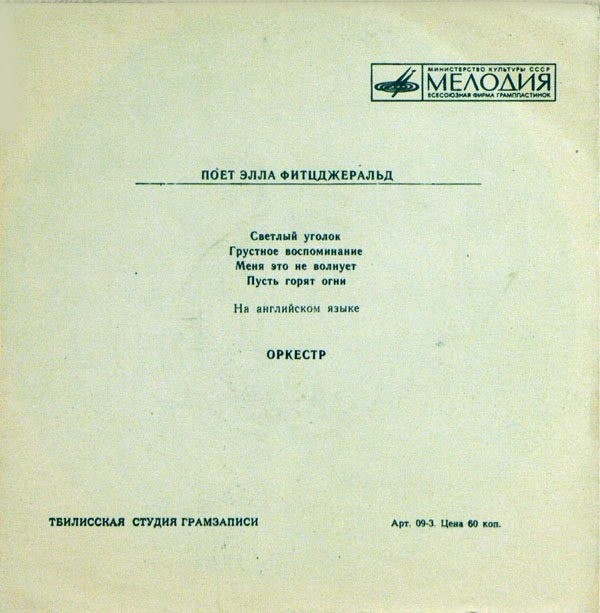 МИНИСТЕРСТВО КУЛЬТУРЫ СССР
МЕЛОДИЯ
ВСЕСОЮЗНАЯ ФИРМА ГРАМПЛАСТИНОК
ПОЕТ ЭЛЛА ФИТЦДЖЕРАЛЬД
Светлый уголок
Грустное воспоминание
Меня это не волнует
Пусть горят огни
На английском языке
ОРКЕСТР
ТБИЛИССКАЯ СТУДИЯ ГРАМЗАПИСИ
Арт. 09-3. Цена 60 коп.